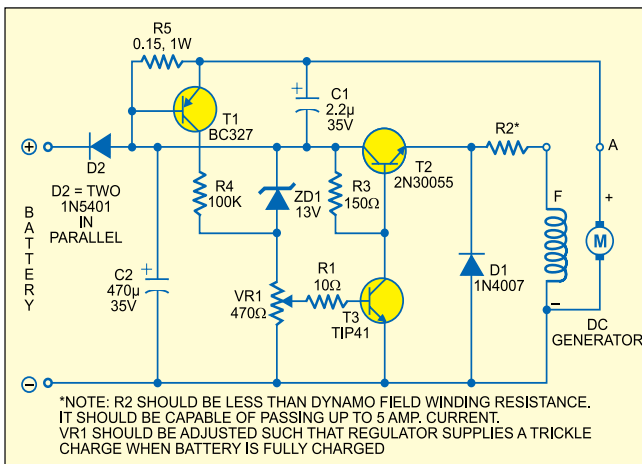 R5
0.15, 1W
T1
BC327
C1
2.2µ
35V
+
D2
D2 = TWO
1N5401
IN
PARALLEL
BATTERY
R4
100K
ZD1
13V
R3
150Ω
T2
2N30055
R2*
A
+
F
M
–
DC
GENERATOR
D1
1N4007
+
C2
470µ
35V
VR1
470Ω
R1
10Ω
T3
TIP41
+
–
*NOTE: R2 SHOULD BE LESS THAN DYNAMO FIELD WINDING RESISTANCE.
IT SHOULD BE CAPABLE OF PASSING UP TO 5 AMP. CURRENT.
VR1 SHOULD BE ADJUSTED SUCH THAT REGULATOR SUPPLIES A TRICKLE
CHARGE WHEN BATTERY IS FULLY CHARGED